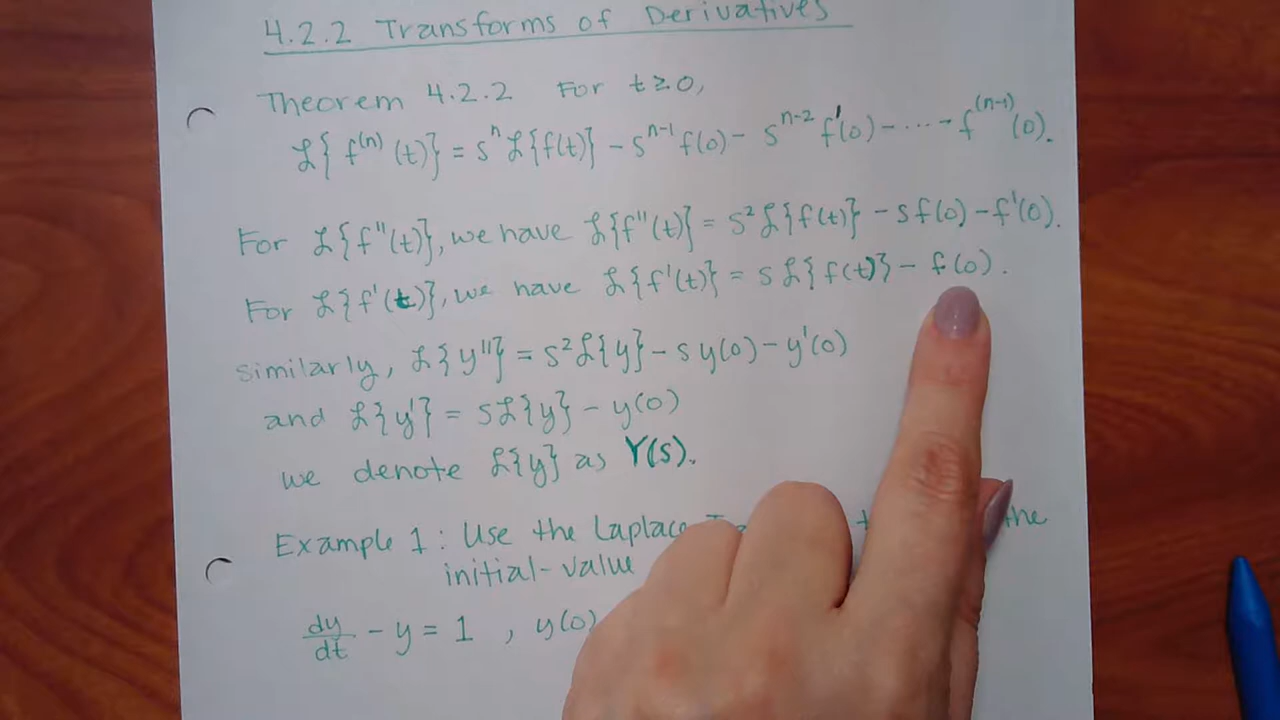 4.2.2 Transforms of Derivatives
Theorem 4.2.2 For t≥0,
ℒ{f⁽ⁿ⁾(t)} = sⁿℒ{f(t)} - sⁿ⁻¹f(0) - sⁿ⁻²f'(0) - ... - f⁽ⁿ⁻¹⁾(0).
For ℒ{f''(t)}, we have ℒ{f''(t)} = s²ℒ{f(t)} - sf(0) - f'(0).
For ℒ{f'(t)}, we have ℒ{f'(t)} = sℒ{f(t)} - f(0).
similarly, ℒ{y''} = s²ℒ{y} - sy(0) - y'(0)
and ℒ{y'} = sℒ{y} - y(0)
we denote ℒ{y} as Y(s).
Example 1: Use the Laplace the
initial-value
dy/dt - y = 1, y(0)